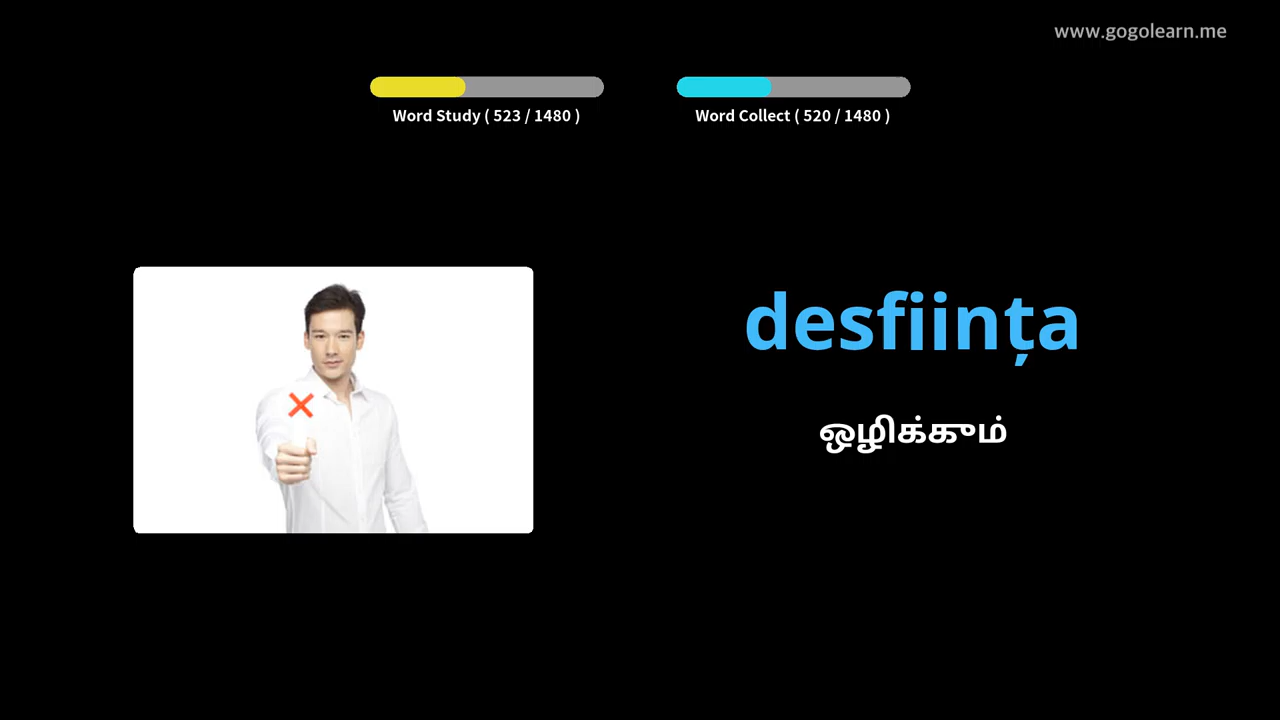 www.gogolearn.me
Word Study ( 523 / 1480 )
Word Collect ( 520 / 1480 )
desființa
ஒழிக்கும்